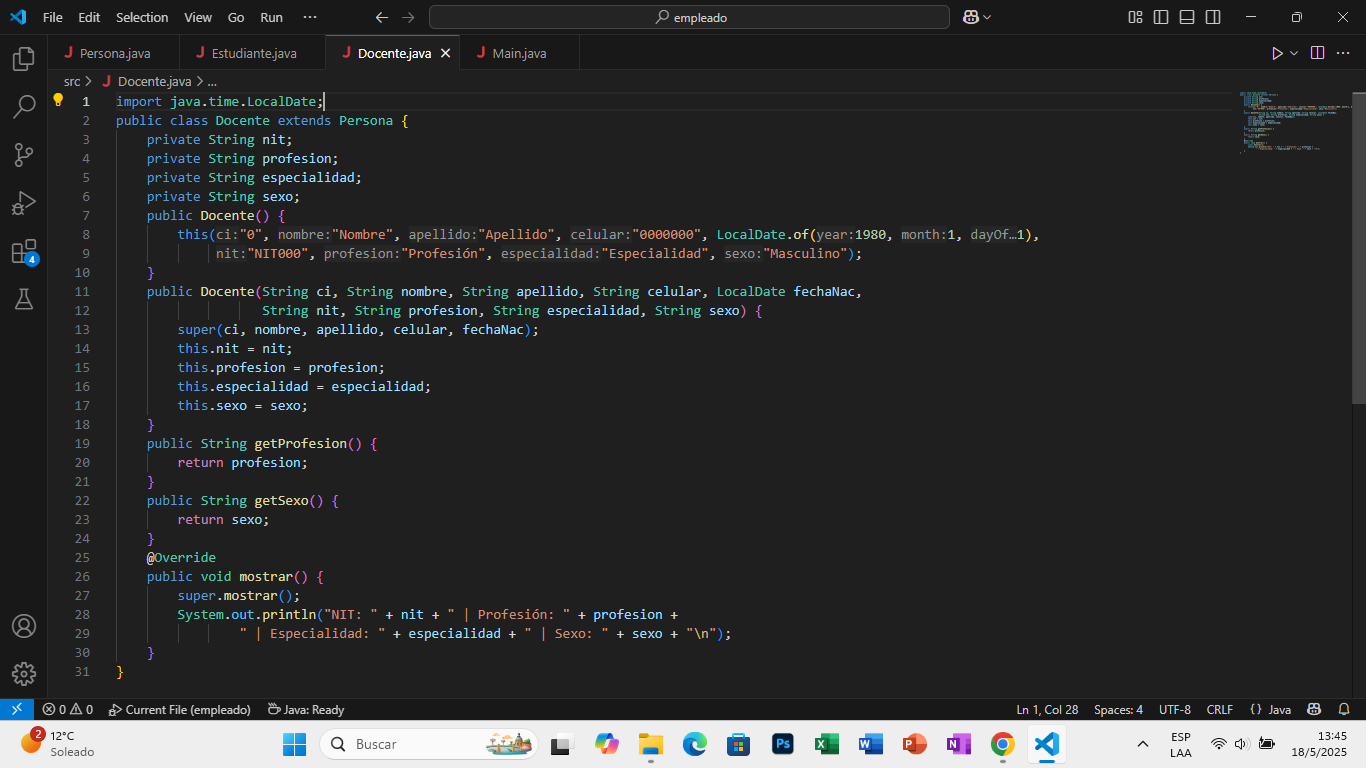 File Edit Selection View Go Run ··· empleado
Persona.java Estudiante.java Docente.java Main.java
src > Docente.java > ...
1 import java.time.LocalDate;
2 public class Docente extends Persona {
3 private String nit;
4 private String profesion;
5 private String especialidad;
6 private String sexo;
7 public Docente() {
8 this(ci:"0", nombre:"Nombre", apellido:"Apellido", celular:"0000000", LocalDate.of(year:1980, month:1, dayOf…1),
9 nit:"NIT000", profesion:"Profesión", especialidad:"Especialidad", sexo:"Masculino");
10 }
11 public Docente(String ci, String nombre, String apellido, String celular, LocalDate fechaNac,
12 String nit, String profesion, String especialidad, String sexo) {
13 super(ci, nombre, apellido, celular, fechaNac);
14 this.nit = nit;
15 this.profesion = profesion;
16 this.especialidad = especialidad;
17 this.sexo = sexo;
18 }
19 public String getProfesion() {
20 return profesion;
21 }
22 public String getSexo() {
23 return sexo;
24 }
25 @Override
26 public void mostrar() {
27 super.mostrar();
28 System.out.println("NIT: " + nit + " | Profesión: " + profesion +
29 " | Especialidad: " + especialidad + " | Sexo: " + sexo + "\n");
30 }
31 }
4
0 0 Current File (empleado) Java: Ready Ln 1, Col 28 Spaces: 4 UTF-8 CRLF {} Java
2 12°C
Soleado
Buscar
Ps
ESP
LAA
13:45
18/5/2025